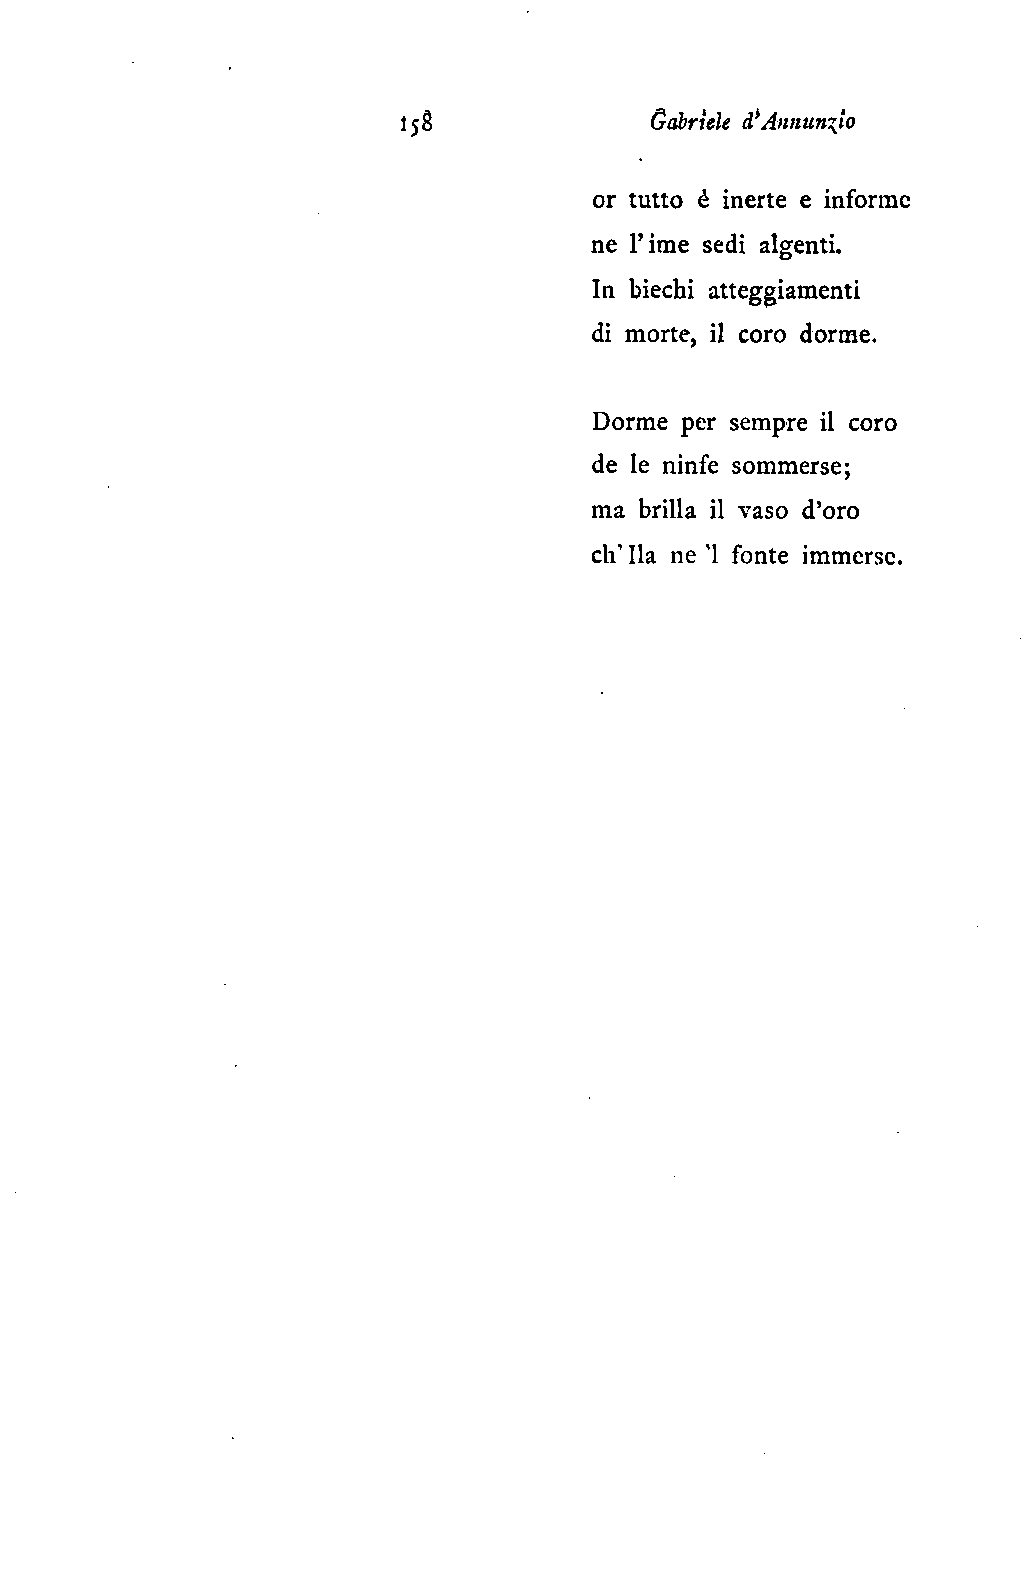 158 Gabriele d'Annunzio
or tutto è inerte e informe
ne l'ime sedi algenti.
In biechi atteggiamenti
di morte, il coro dorme.
Dorme per sempre il coro
de le ninfe sommerse;
ma brilla il vaso d'oro
ch'Ila ne 'l fonte immerse.